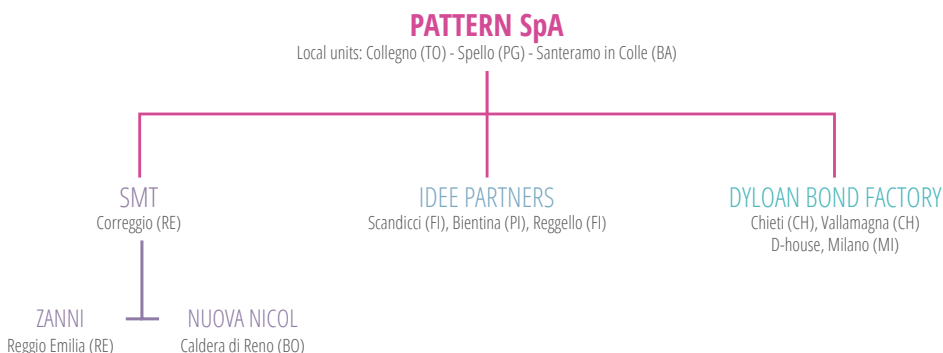 PATTERN SpA
Local units: Collegno (TO) - Spello (PG) - Santeramo in Colle (BA)
SMT
Correggio (RE)
IDEE PARTNERS
Scandicci (FI), Bientina (PI), Reggello (FI)
DYLOAN BOND FACTORY
Chieti (CH), Vallamagna (CH)
D-house, Milano (MI)
ZANNI
Reggio Emilia (RE)
NUOVA NICOL
Caldera di Reno (BO)